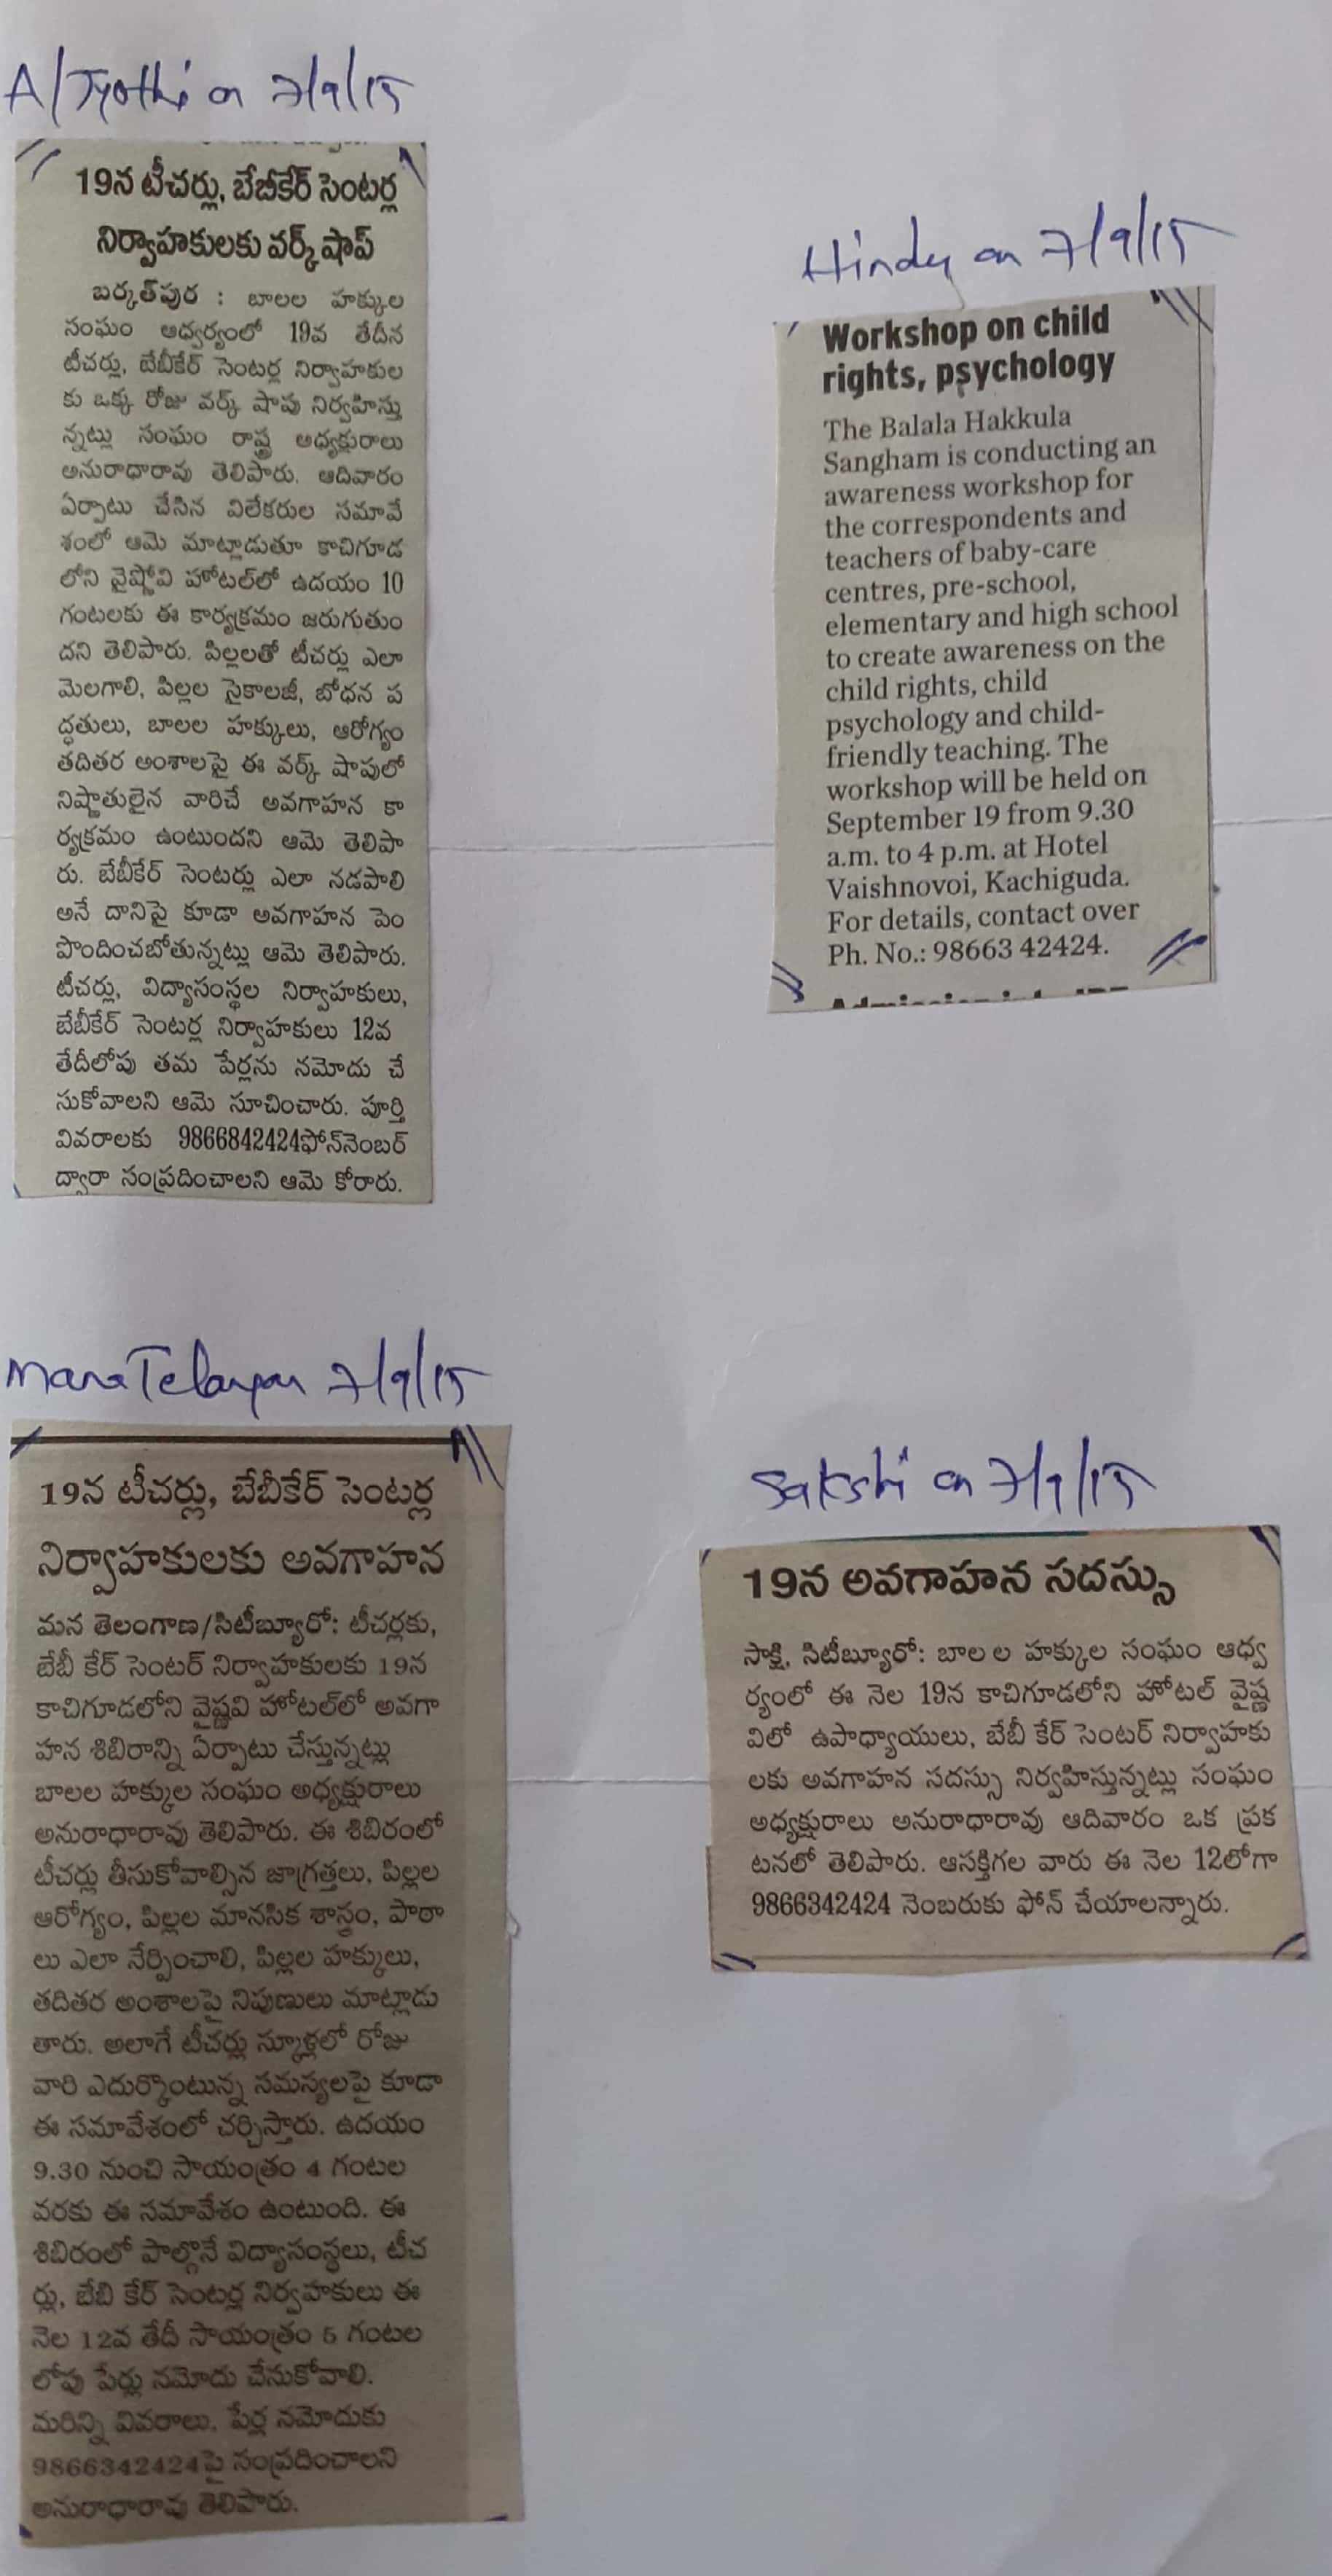 A/Jyothi on 7/9/15
19న టీచర్లు, బేబీకేర్ సెంటర్ల
నిర్వాహకులకు వర్క్‌షాప్
బర్కత్‌పుర : బాలల హక్కుల
సంఘం ఆధ్వర్యంలో 19వ తేదీన
టీచర్లు, బేబీకేర్ సెంటర్ల నిర్వాహకుల
కు ఒక్క రోజు వర్క్ షాపు నిర్వహిస్తు
న్నట్లు సంఘం రాష్ట్ర అధ్యక్షురాలు
అనురాధారావు తెలిపారు. ఆదివారం
ఏర్పాటు చేసిన విలేకరుల సమావే
శంలో ఆమె మాట్లాడుతూ కాచిగూడ
లోని వైష్ణోవి హోటల్‌లో ఉదయం 10
గంటలకు ఈ కార్యక్రమం జరుగుతుం
దని తెలిపారు. పిల్లలతో టీచర్లు ఎలా
మెలగాలి, పిల్లల సైకాలజీ, బోధన ప
ద్ధతులు, బాలల హక్కులు, ఆరోగ్యం
తదితర అంశాలపై ఈ వర్క్ షాపులో
నిష్ణాతులైన వారిచే అవగాహన కా
ర్యక్రమం ఉంటుందని ఆమె తెలిపా
రు. బేబీకేర్ సెంటర్లు ఎలా నడపాలి
అనే దానిపై కూడా అవగాహన పెం
పొందించబోతున్నట్లు ఆమె తెలిపారు.
టీచర్లు, విద్యాసంస్థల నిర్వాహకులు,
బేబీకేర్ సెంటర్ల నిర్వాహకులు 12వ
తేదీలోపు తమ పేర్లను నమోదు చే
సుకోవాలని ఆమె సూచించారు. పూర్తి
వివరాలకు 9866842424ఫోన్‌నెంబర్
ద్వారా సంప్రదించాలని ఆమె కోరారు.
Hindu on 7/9/15
Workshop on child
rights, psychology
The Balala Hakkula
Sangham is conducting an
awareness workshop for
the correspondents and
teachers of baby-care
centres, pre-school,
elementary and high school
to create awareness on the
child rights, child
psychology and child-
friendly teaching. The
workshop will be held on
September 19 from 9.30
a.m. to 4 p.m. at Hotel
Vaishnovoi, Kachiguda.
For details, contact over
Ph. No.: 98663 42424.
Mana Telangana 7/9/15
19న టీచర్లు, బేబీకేర్ సెంటర్ల
నిర్వాహకులకు అవగాహన
మన తెలంగాణ/సిటీబ్యూరో: టీచర్లకు,
బేబీ కేర్ సెంటర్ నిర్వాహకులకు 19న
కాచిగూడలోని వైష్ణవి హోటల్‌లో అవగా
హన శిబిరాన్ని ఏర్పాటు చేస్తున్నట్లు
బాలల హక్కుల సంఘం అధ్యక్షురాలు
అనురాధారావు తెలిపారు. ఈ శిబిరంలో
టీచర్లు తీసుకోవాల్సిన జాగ్రత్తలు, పిల్లల
ఆరోగ్యం, పిల్లల మానసిక శాస్త్రం, పాఠా
లు ఎలా నేర్పించాలి, పిల్లల హక్కులు,
తదితర అంశాలపై నిపుణులు మాట్లాడు
తారు. అలాగే టీచర్లు స్కూళ్లలో రోజు
వారి ఎదుర్కొంటున్న సమస్యలపై కూడా
ఈ సమావేశంలో చర్చిస్తారు. ఉదయం
9.30 నుంచి సాయంత్రం 4 గంటల
వరకు ఈ సమావేశం ఉంటుంది. ఈ
శిబిరంలో పాల్గొనే విద్యాసంస్థలు, టీచ
ర్లు, బేబి కేర్ సెంటర్ల నిర్వహకులు ఈ
నెల 12వ తేదీ సాయంత్రం 5 గంటల
లోపు పేర్లు నమోదు చేసుకోవాలి.
మరిన్ని వివరాలు, పేర్ల నమోదుకు
9866342424పై సంప్రదించాలని
అనురాధారావు తెలిపారు.
Sakshi on 7/9/15
19న అవగాహన సదస్సు
సాక్షి, సిటీబ్యూరో: బాలల హక్కుల సంఘం ఆధ్వ
ర్యంలో ఈ నెల 19న కాచిగూడలోని హోటల్ వైష్ణ
విలో ఉపాధ్యాయులు, బేబీ కేర్ సెంటర్ నిర్వాహకు
లకు అవగాహన సదస్సు నిర్వహిస్తున్నట్లు సంఘం
అధ్యక్షురాలు అనురాధారావు ఆదివారం ఒక ప్రక
టనలో తెలిపారు. ఆసక్తిగల వారు ఈ నెల 12లోగా
9866342424 నెంబరుకు ఫోన్ చేయాలన్నారు.